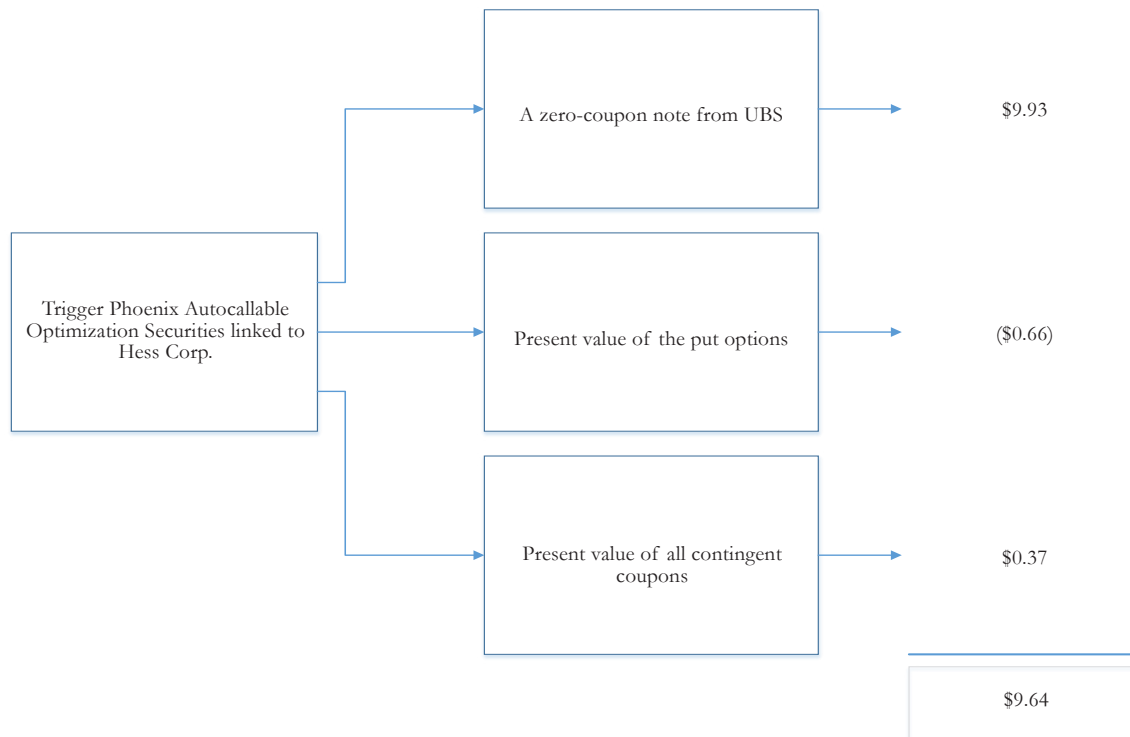 A zero-coupon note from UBS
$9.93
Trigger Phoenix Autocallable
Optimization Securities linked to
Hess Corp.
Present value of the put options
($0.66)
Present value of all contingent
coupons
$0.37
$9.64